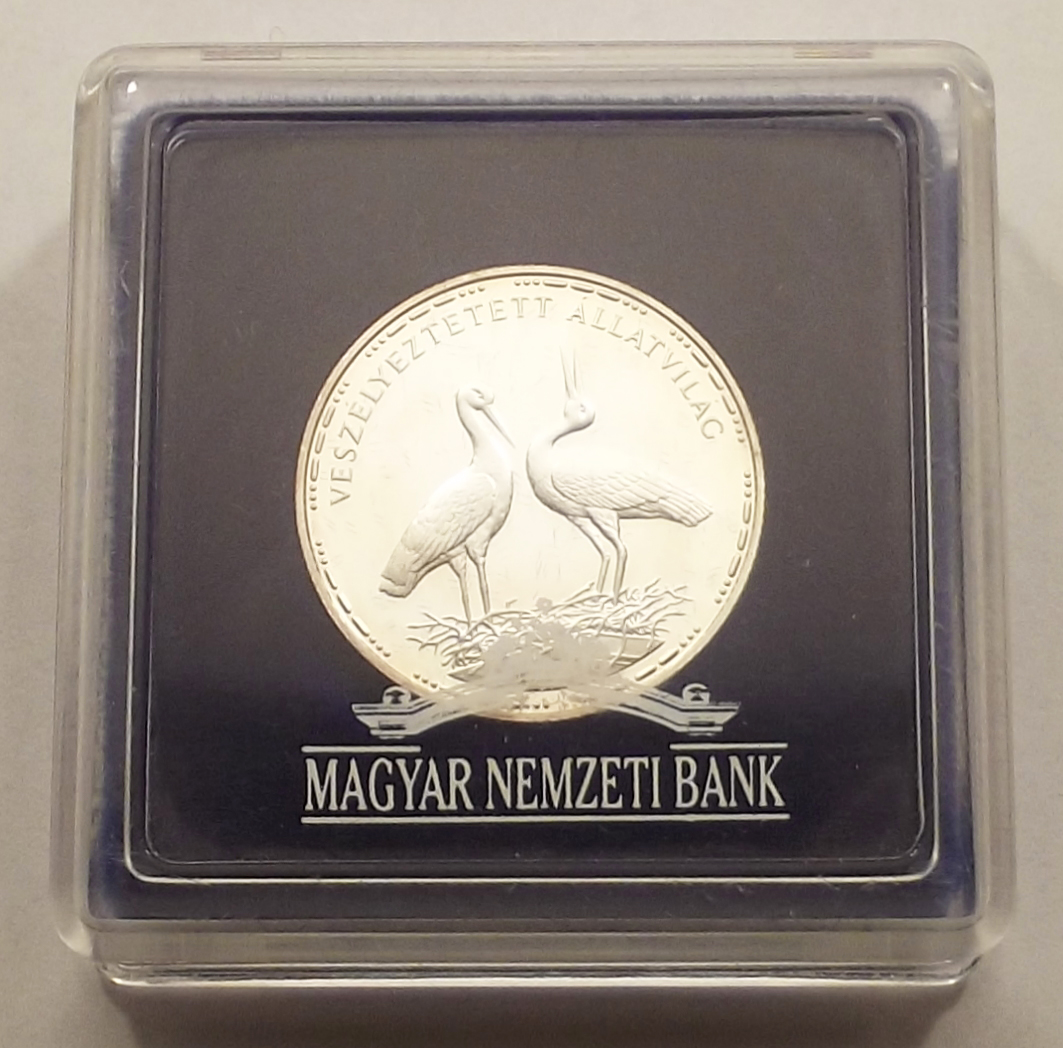 VESZÉLYEZTETETT ÁLLATVILÁG
MAGYAR NEMZETI BANK